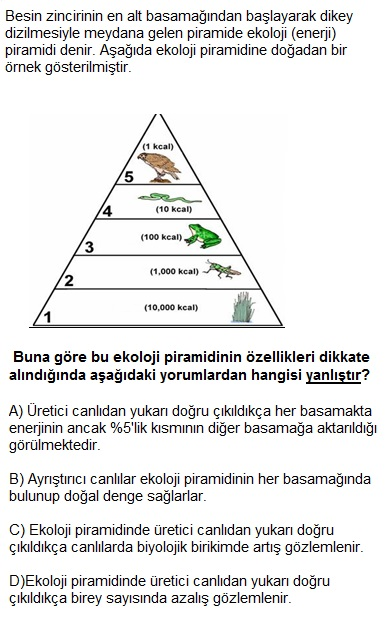 Besin zincirinin en alt basamağından başlayarak dikey
dizilmesiyle meydana gelen piramide ekoloji (enerji)
piramidi denir. Aşağıda ekoloji piramidine doğadan bir
örnek gösterilmiştir.
(1 kcal)
5
4
(10 kcal)
(100 kcal)
3
(1,000 kcal)
2
(10,000 kcal)
1
Buna göre bu ekoloji piramidinin özellikleri dikkate
alındığında aşağıdaki yorumlardan hangisi yanlıştır?
A) Üretici canlıdan yukarı doğru çıkıldıkça her basamakta
enerjinin ancak %5'lik kısmının diğer basamağa aktarıldığı
görülmektedir.
B) Ayrıştırıcı canlılar ekoloji piramidinin her basamağında
bulunup doğal denge sağlarlar.
C) Ekoloji piramidinde üretici canlıdan yukarı doğru
çıkıldıkça canlılarda biyolojik birikimde artış gözlemlenir.
D)Ekoloji piramidinde üretici canlıdan yukarı doğru
çıkıldıkça birey sayısında azalış gözlemlenir.